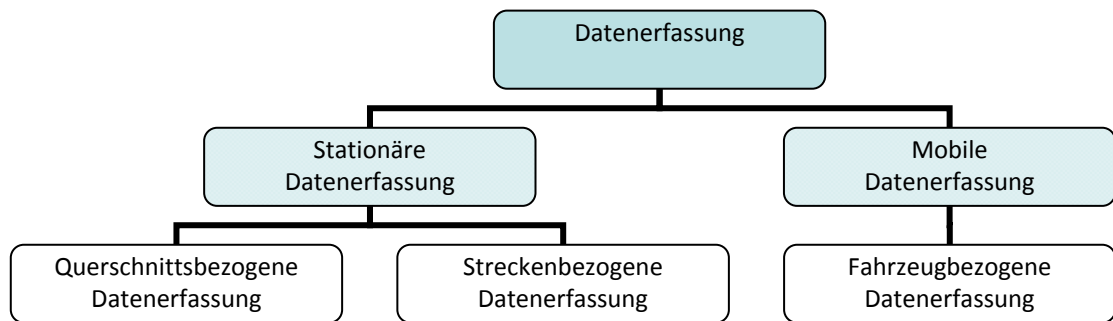 Datenerfassung
Stationäre
Datenerfassung
Mobile
Datenerfassung
Querschnittsbezogene
Datenerfassung
Streckenbezogene
Datenerfassung
Fahrzeugbezogene
Datenerfassung